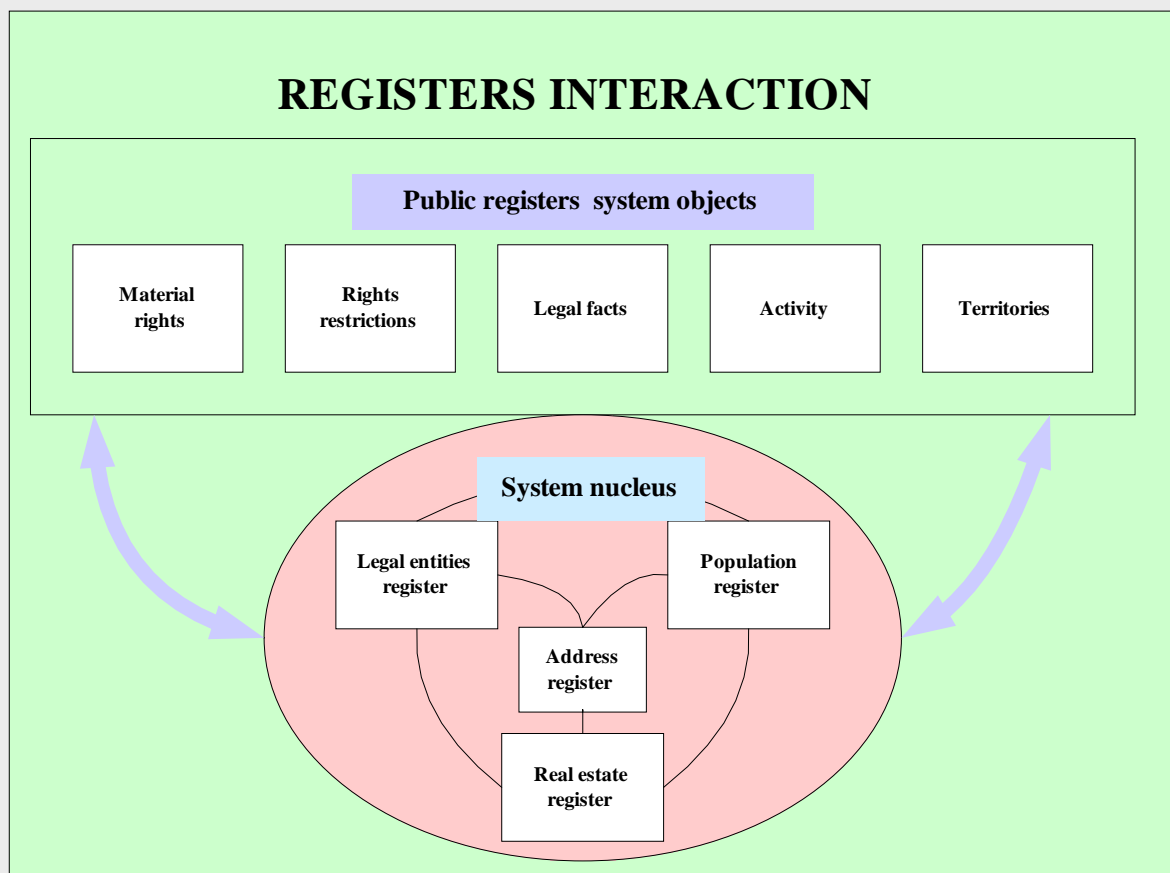 REGISTERS INTERACTION
Public registers system objects
Material
rights
Rights
restrictions
Legal facts
Activity
Territories
System nucleus
Legal entities
register
Population
register
Address
register
Real estate
register